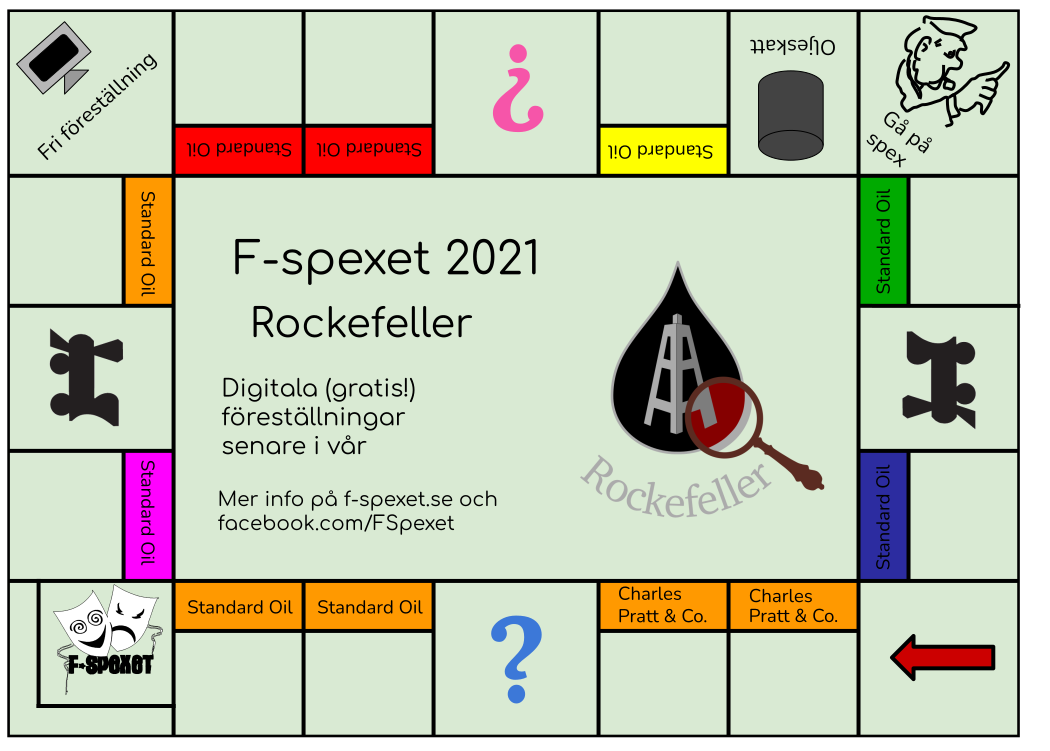 Fri föreställning
Standard Oil
Standard Oil
¿
Standard Oil
Oljeskatt
Gå på
spex
Standard Oil
Standard Oil
F-spexet 2021
Rockefeller
Digitala (gratis!)
föreställningar
senare i vår
Mer info på f-spexet.se och
facebook.com/FSpexet
Rockefeller
Standard Oil
Standard Oil
F-SPEXET
Standard Oil
Standard Oil
?
Charles
Pratt & Co.
Charles
Pratt & Co.